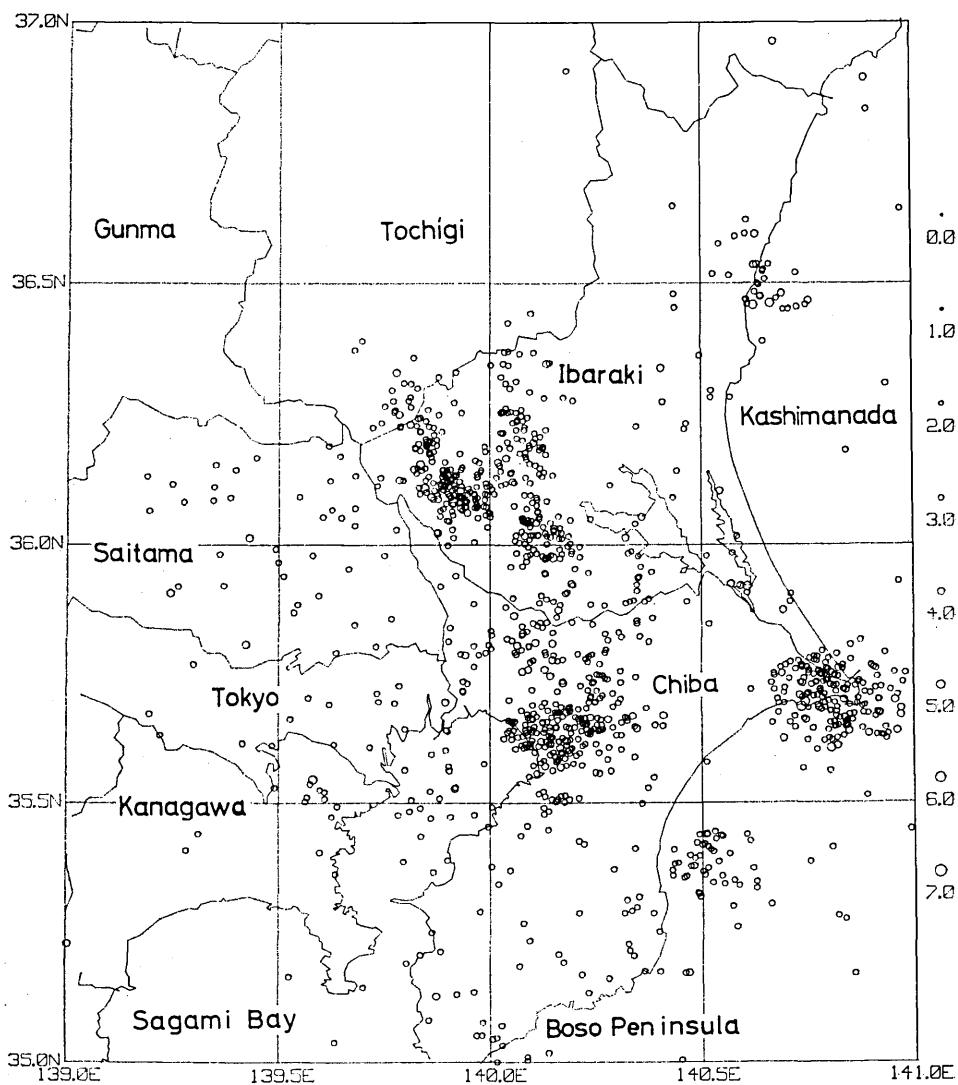 37.0N
Gunma
Tochigi
0.0
36.5N
1.0
Ibaraki
Kashimanada
2.0
3.0
36.0N
Saitama
4.0
Chiba
Tokyo
5.0
35.5N
6.0
Kanagawa
7.0
Sagami Bay
Boso Peninsula
35.0N
139.0E
139.5E
140.0E
140.5E
141.0E